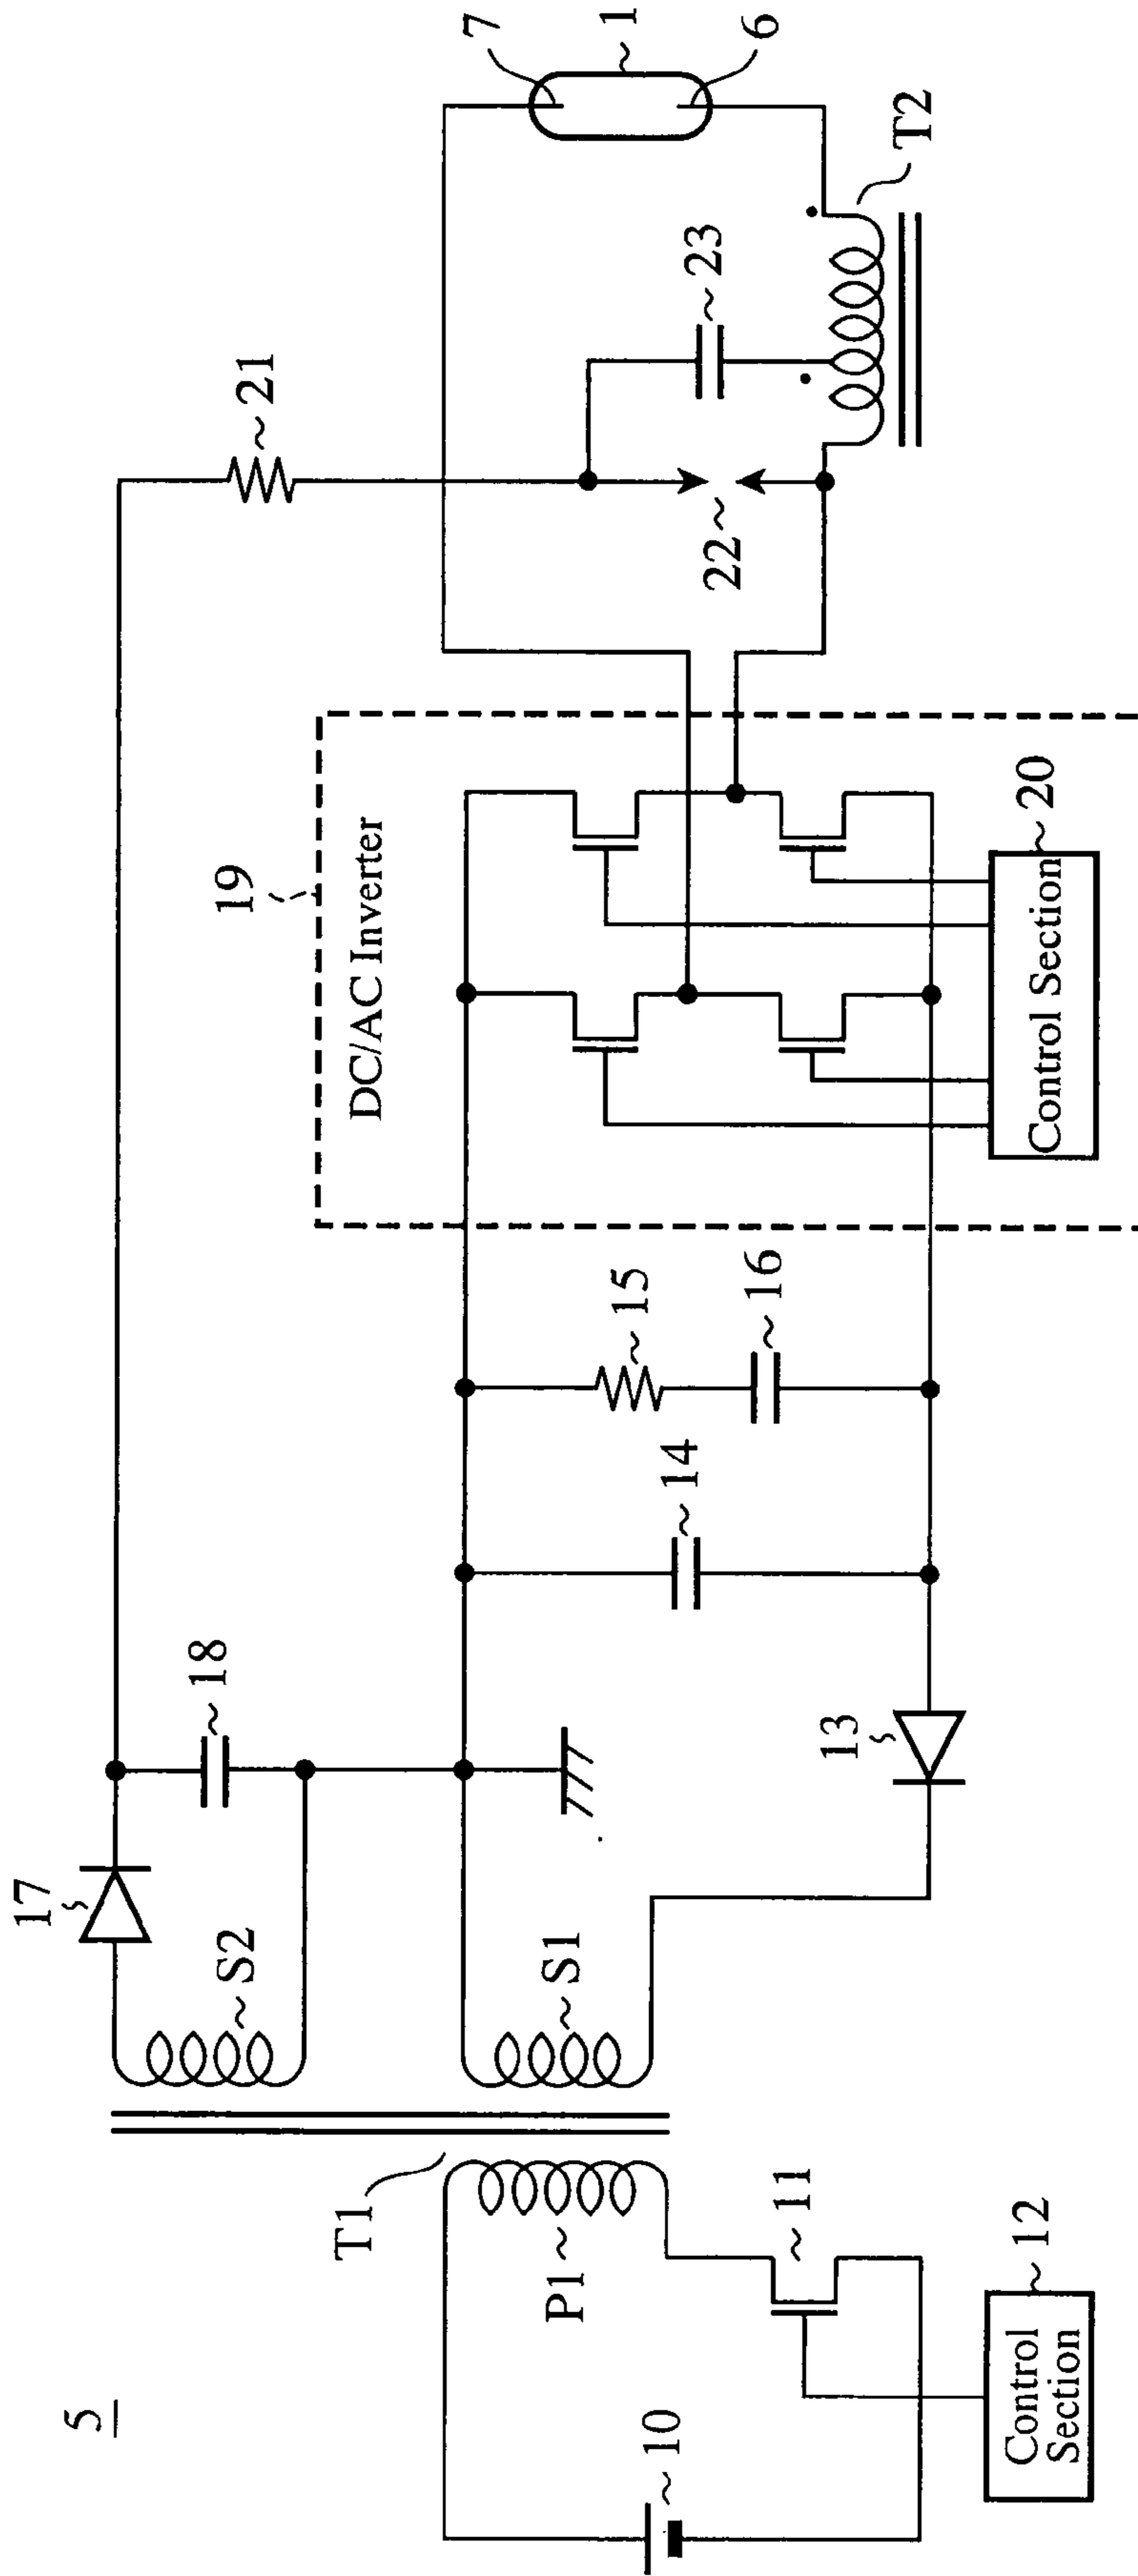 5
17
18
S2
T1
P1
S1
10
11
12
Control
Section
13
14
15
16
19
DC/AC Inverter
20
Control Section
21
22
23
T2
7
1
6